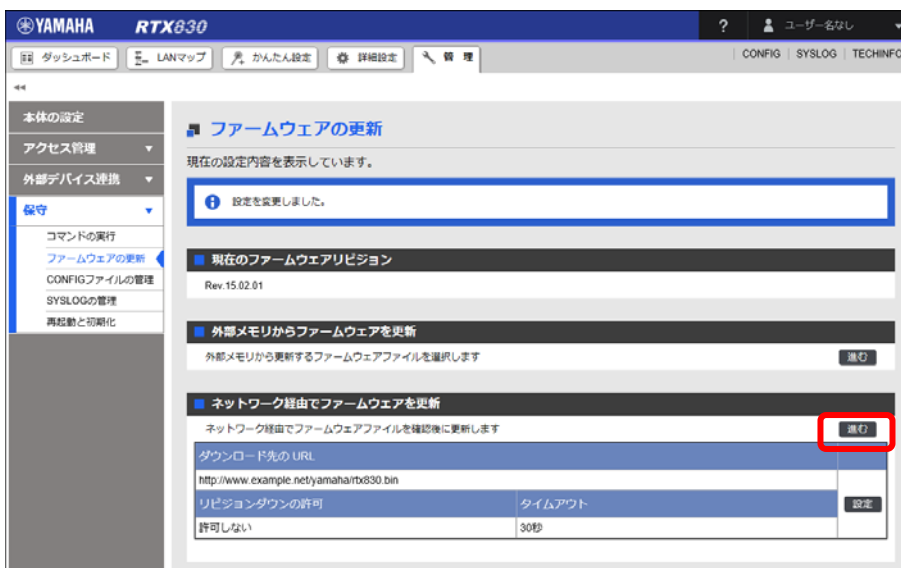 YAMAHA RTX830 ? ユーザー名なし
ダッシュボード LANマップ かんたん設定 詳細設定 管理 CONFIG SYSLOG TECHINFO
本体の設定
アクセス管理
外部デバイス連携
保守
コマンドの実行
ファームウェアの更新
CONFIGファイルの管理
SYSLOGの管理
再起動と初期化
ファームウェアの更新
現在の設定内容を表示しています。
設定を変更しました。
現在のファームウェアリビジョン
Rev.15.02.01
外部メモリからファームウェアを更新
外部メモリから更新するファームウェアファイルを選択します 進む
ネットワーク経由でファームウェアを更新
ネットワーク経由でファームウェアファイルを確認後に更新します 進む
ダウンロード先の URL
http://www.example.net/yamaha/rtx830.bin
リビジョンダウンの許可 タイムアウト 設定
許可しない 30秒